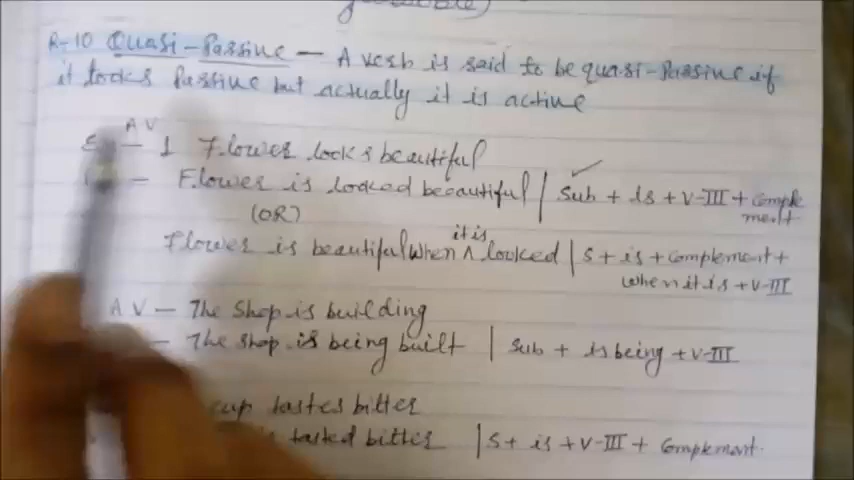 R-10 Quasi-Passive — A verb is said to be quasi-Passive if
it looks Passive but actually it is active
A V
— 1 Flower looks beautiful
— Flower is looked beautiful | Sub + is + V-III + comple
ment
(OR)
it is
Flower is beautiful when ^ looked | S + is + complement +
when it is + V-III
A V — The Shop is building
— The Shop is being built | Sub + is being + V-III
cup tastes bitter
is tasted bitter | S + is + V-III + Complement.